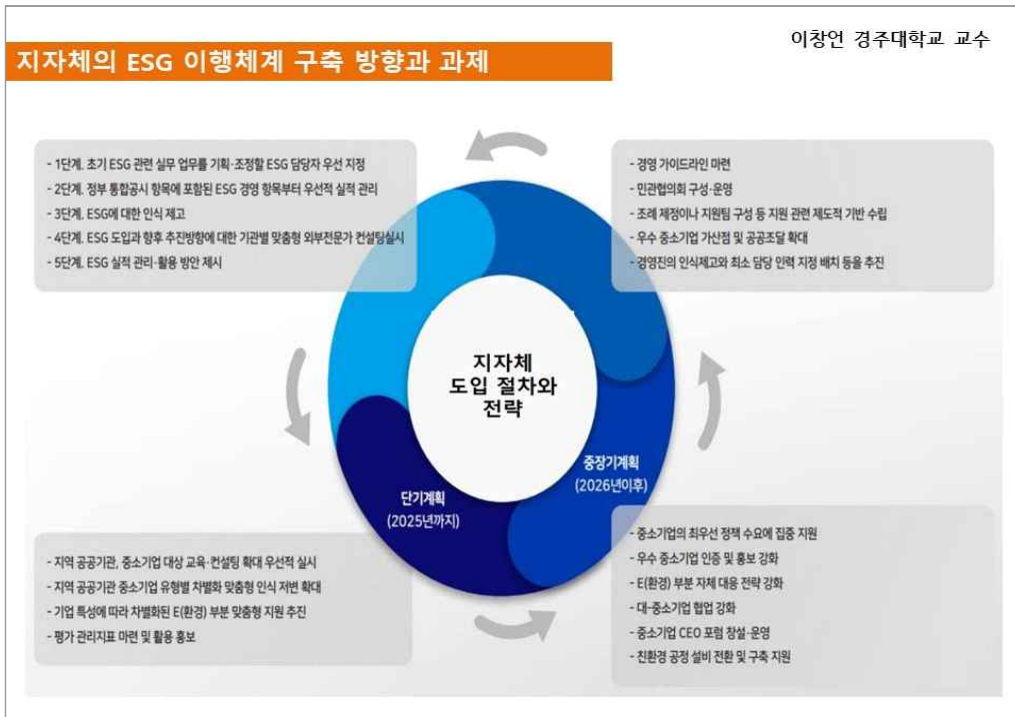 이창언 경주대학교 교수
지자체의 ESG 이행체계 구축 방향과 과제
- 1단계. 초기 ESG 관련 실무 업무를 기획·조정할 ESG 담당자 우선 지정
- 2단계. 정부 통합공시 항목에 포함된 ESG 경영 항목부터 우선적 실적 관리
- 3단계. ESG에 대한 인식 제고
- 4단계. ESG 도입과 향후 추진방향에 대한 기관별 맞춤형 외부전문가 컨설팅실시
- 5단계. ESG 실적 관리·활용 방안 제시
- 경영 가이드라인 마련
- 민관협의회 구성·운영
- 조례 제정이나 지원팀 구성 등 지원 관련 제도적 기반 수립
- 우수 중소기업 가산점 및 공공조달 확대
- 경영진의 인식제고와 최소 담당 인력 지정 배치 등을 추진
지자체
도입 절차와
전략
단기계획
(2025년까지)
중장기계획
(2026년이후)
- 지역 공공기관, 중소기업 대상 교육·컨설팅 확대 우선적 실시
- 지역 공공기관 중소기업 유형별 차별화 맞춤형 인식 저변 확대
- 기업 특성에 따라 차별화된 E(환경) 부분 맞춤형 지원 추진
- 평가 관리지표 마련 및 활용 홍보
- 중소기업의 최우선 정책 수요에 집중 지원
- 우수 중소기업 인증 및 홍보 강화
- E(환경) 부분 자체 대응 전략 강화
- 대-중소기업 협업 강화
- 중소기업 CEO 포럼 창설·운영
- 친환경 공정 설비 전환 및 구축 지원